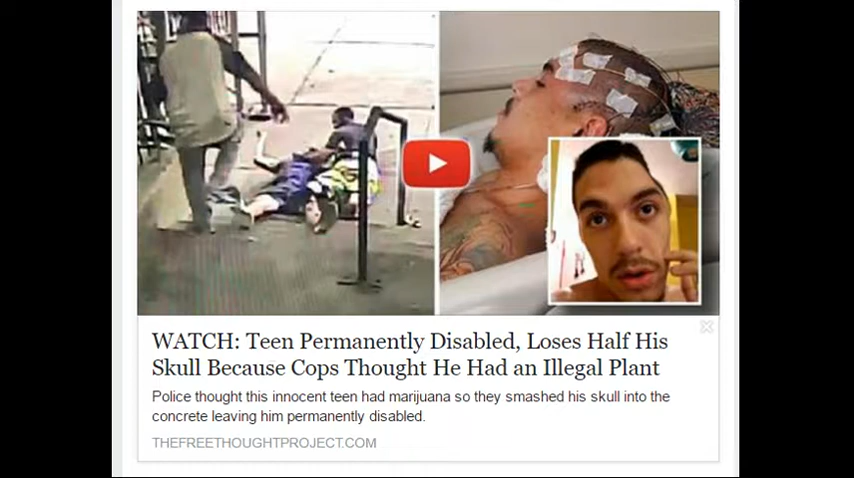 WATCH: Teen Permanently Disabled, Loses Half His
Skull Because Cops Thought He Had an Illegal Plant
Police thought this innocent teen had marijuana so they smashed his skull into the
concrete leaving him permanently disabled.
THEFREETHOUGHTPROJECT.COM